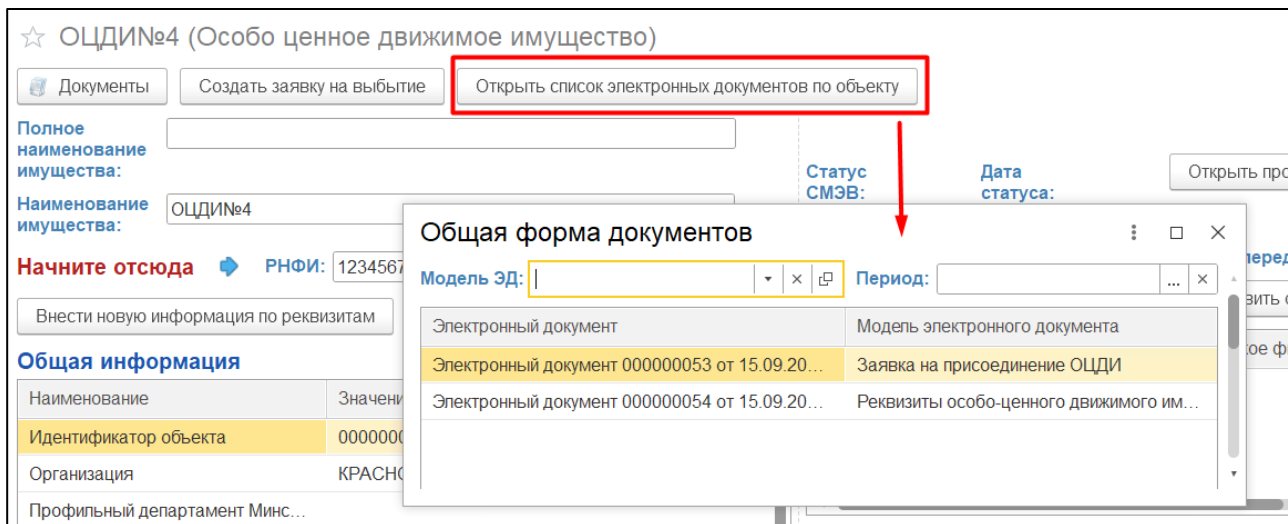 ОЦДИ№4 (Особо ценное движимое имущество)
Документы
Создать заявку на выбытие
Открыть список электронных документов по объекту
Полное
наименование
имущества:
Статус
СМЭВ:
Дата
статуса:
Открыть
Наименование
имущества:
ОЦДИ№4
Начните отсюда
РНФИ:
1234567
Внести новую информация по реквизитам
Общая информация
Наименование
Идентификатор объекта
Организация
Профильный департамент Минс...
Общая форма документов
Модель ЭД:
Период:
...
Электронный документ
Модель электронного документа
Электронный документ 000000053 от 15.09.20...
Заявка на присоединение ОЦДИ
Электронный документ 000000054 от 15.09.20...
Реквизиты особо-ценного движимого им...